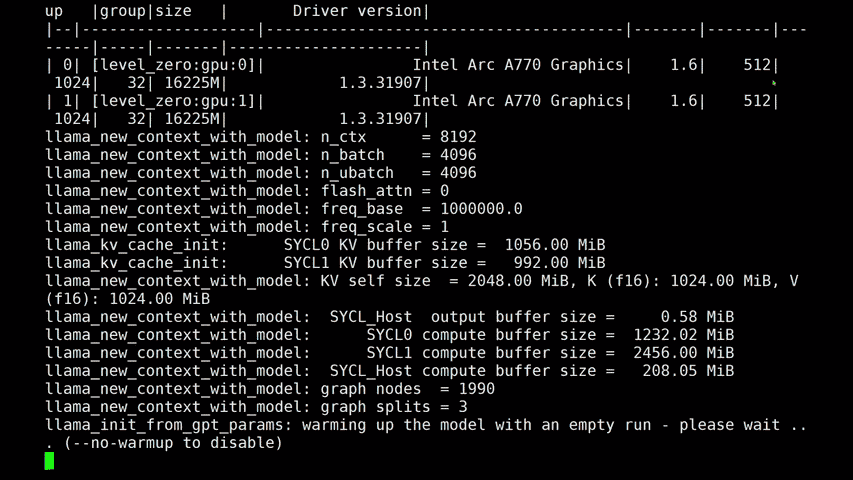 up   |group|size   |       Driver version|
|--|-------------------|---------------------------------------|-------|-------|---
-----|-----|-------|---------------------|
| 0| [level_zero:gpu:0]|                Intel Arc A770 Graphics|    1.6|    512|
 1024|   32| 16225M|            1.3.31907|
| 1| [level_zero:gpu:1]|                Intel Arc A770 Graphics|    1.6|    512|
 1024|   32| 16225M|            1.3.31907|
llama_new_context_with_model: n_ctx      = 8192
llama_new_context_with_model: n_batch    = 4096
llama_new_context_with_model: n_ubatch   = 4096
llama_new_context_with_model: flash_attn = 0
llama_new_context_with_model: freq_base  = 1000000.0
llama_new_context_with_model: freq_scale = 1
llama_kv_cache_init:      SYCL0 KV buffer size =  1056.00 MiB
llama_kv_cache_init:      SYCL1 KV buffer size =   992.00 MiB
llama_new_context_with_model: KV self size  = 2048.00 MiB, K (f16): 1024.00 MiB, V
(f16): 1024.00 MiB
llama_new_context_with_model:  SYCL_Host  output buffer size =     0.58 MiB
llama_new_context_with_model:      SYCL0 compute buffer size =  1232.02 MiB
llama_new_context_with_model:      SYCL1 compute buffer size =  2456.00 MiB
llama_new_context_with_model:  SYCL_Host compute buffer size =   208.05 MiB
llama_new_context_with_model: graph nodes  = 1990
llama_new_context_with_model: graph splits = 3
llama_init_from_gpt_params: warming up the model with an empty run - please wait ..
. (--no-warmup to disable)